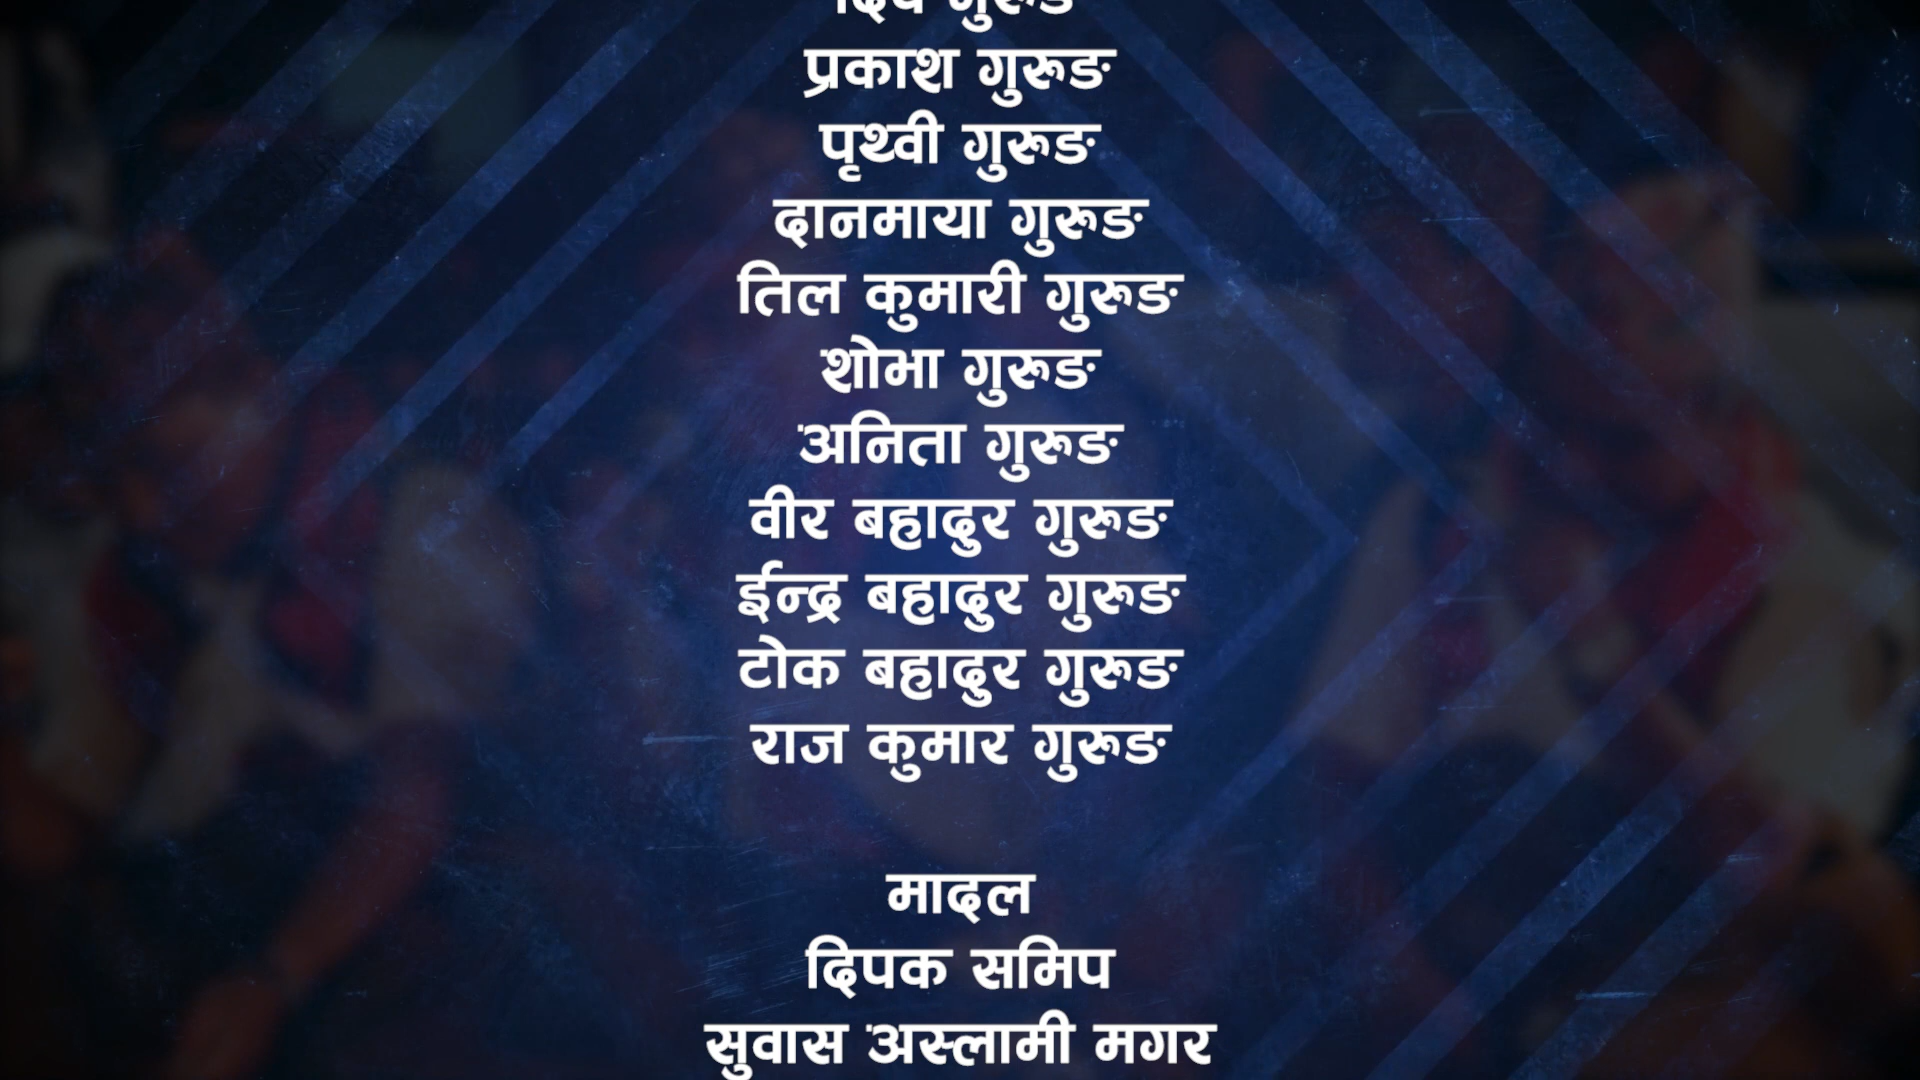 गुरूङ
प्रकाश गुरूङ
पृथ्वी गुरूङ
दानमाया गुरूङ
तिल कुमारी गुरूङ
शोभा गुरूङ
अनिता गुरूङ
वीर बहादुर गुरूङ
ईन्द्र बहादुर गुरूङ
टोक बहादुर गुरूङ
राज कुमार गुरूङ
मादल
दिपक समिप
सुवास अस्लामी मगर